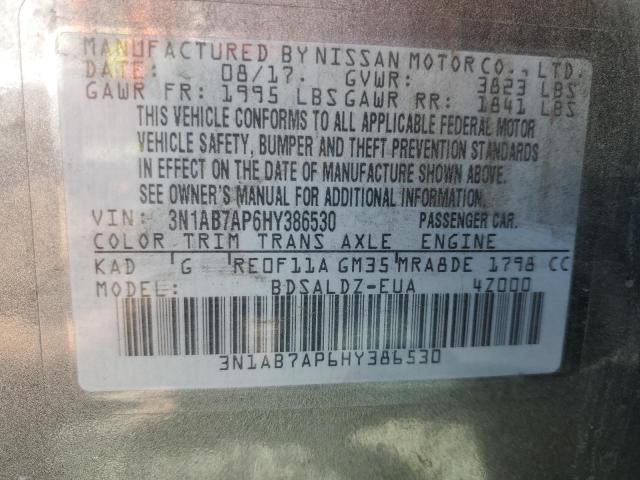 MANUFACTURED BY NISSAN MOTOR CO., LTD.
DATE: 08/17. GVWR: 3823 LBS
GAWR FR: 1995 LBS GAWR RR: 1841 LBS
THIS VEHICLE CONFORMS TO ALL APPLICABLE FEDERAL MOTOR
VEHICLE SAFETY, BUMPER AND THEFT PREVENTION STANDARDS
IN EFFECT ON THE DATE OF MANUFACTURE SHOWN ABOVE.
SEE OWNER'S MANUAL FOR ADDITIONAL INFORMATION.
VIN: 3N1AB7AP6HY386530 PASSENGER CAR.
COLOR TRIM TRANS AXLE ENGINE
KAD G RE0F11A GM35 MRA8DE 1798 CC
MODEL: BDSALDZ-EUA 4Z000
3N1AB7AP6HY386530